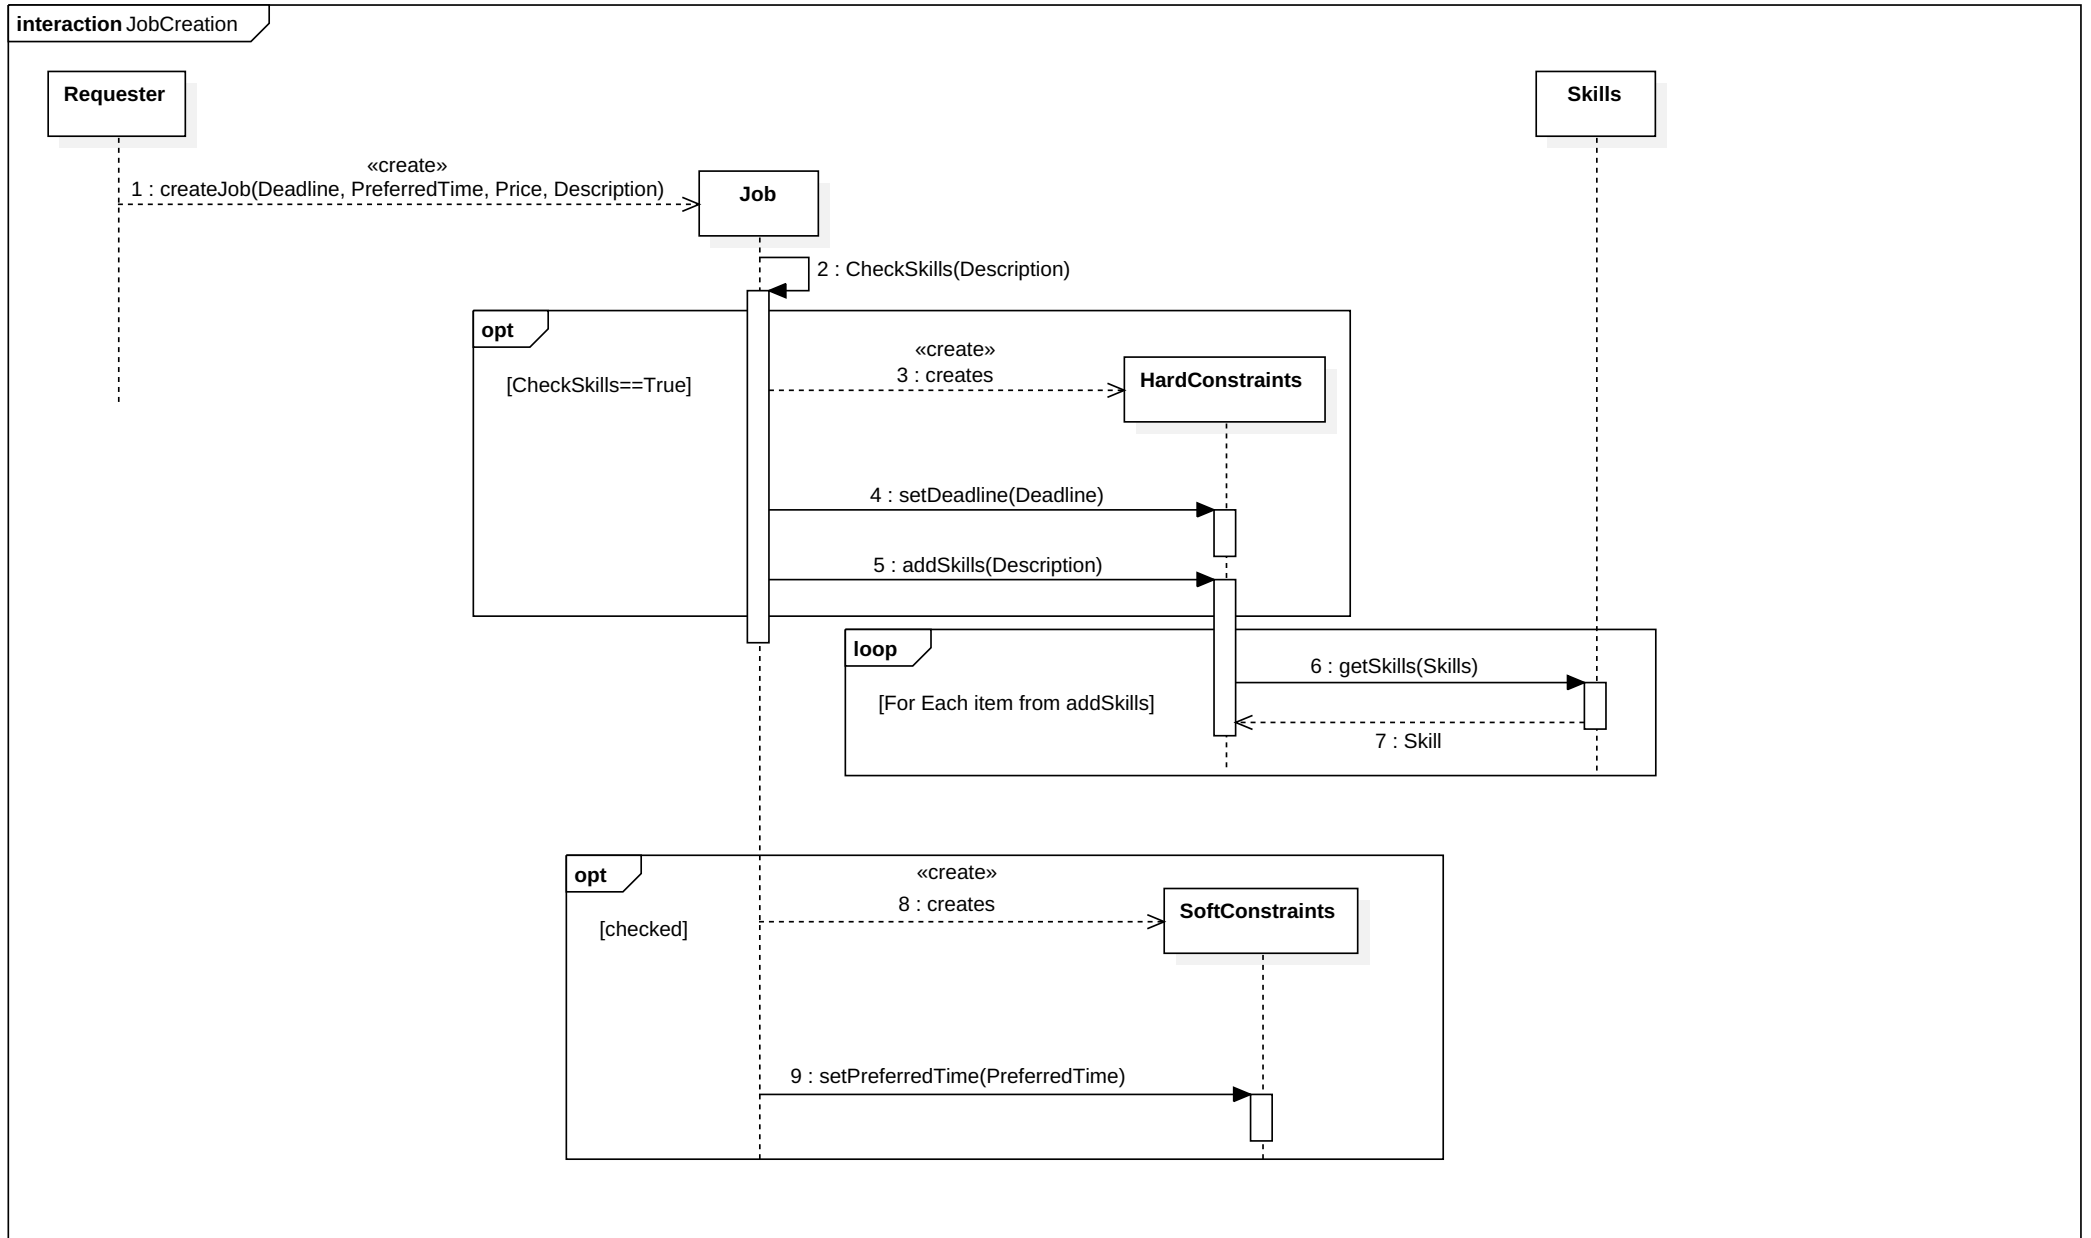 interaction JobCreation
Requester
Skills
«create»
1 : createJob(Deadline, PreferredTime, Price, Description)
Job
2 : CheckSkills(Description)
opt
[CheckSkills==True]
«create»
3 : creates
HardConstraints
4 : setDeadline(Deadline)
5 : addSkills(Description)
loop
[For Each item from addSkills]
6 : getSkills(Skills)
7 : Skill
opt
[checked]
«create»
8 : creates
SoftConstraints
9 : setPreferredTime(PreferredTime)